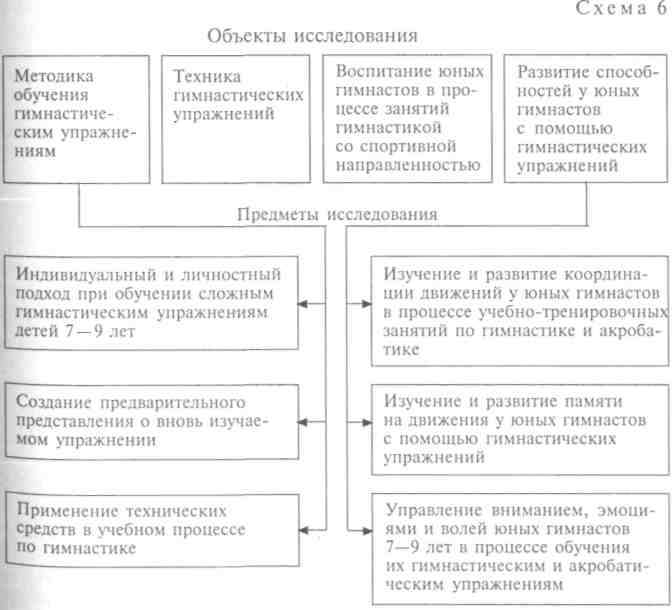 Схема 6
Объекты исследования
Методика
обучения
гимнастиче-
ским упражне-
ниям
Техника
гимнастических
упражнений
Воспитание юных
гимнастов в про-
цессе занятий
гимнастикой
со спортивной
направленностью
Развитие способ-
ностей у юных
гимнастов
с помощью
гимнастических
упражнений
Предметы исследования
Индивидуальный и личностный
подход при обучении сложным
гимнастическим упражнениям
детей 7—9 лет
Создание предварительного
представления о вновь изучае-
мом упражнении
Применение технических
средств в учебном процессе
по гимнастике
Изучение и развитие координа-
ции движений у юных гимнастов
в процессе учебно-тренировочных
занятий по гимнастике и акроба-
тике
Изучение и развитие памяти
на движения у юных гимнастов
с помощью гимнастических
упражнений
Управление вниманием, эмоци-
ями и волей юных гимнастов
7—9 лет в процессе обучения
их гимнастическим и акробати-
ческим упражнениям